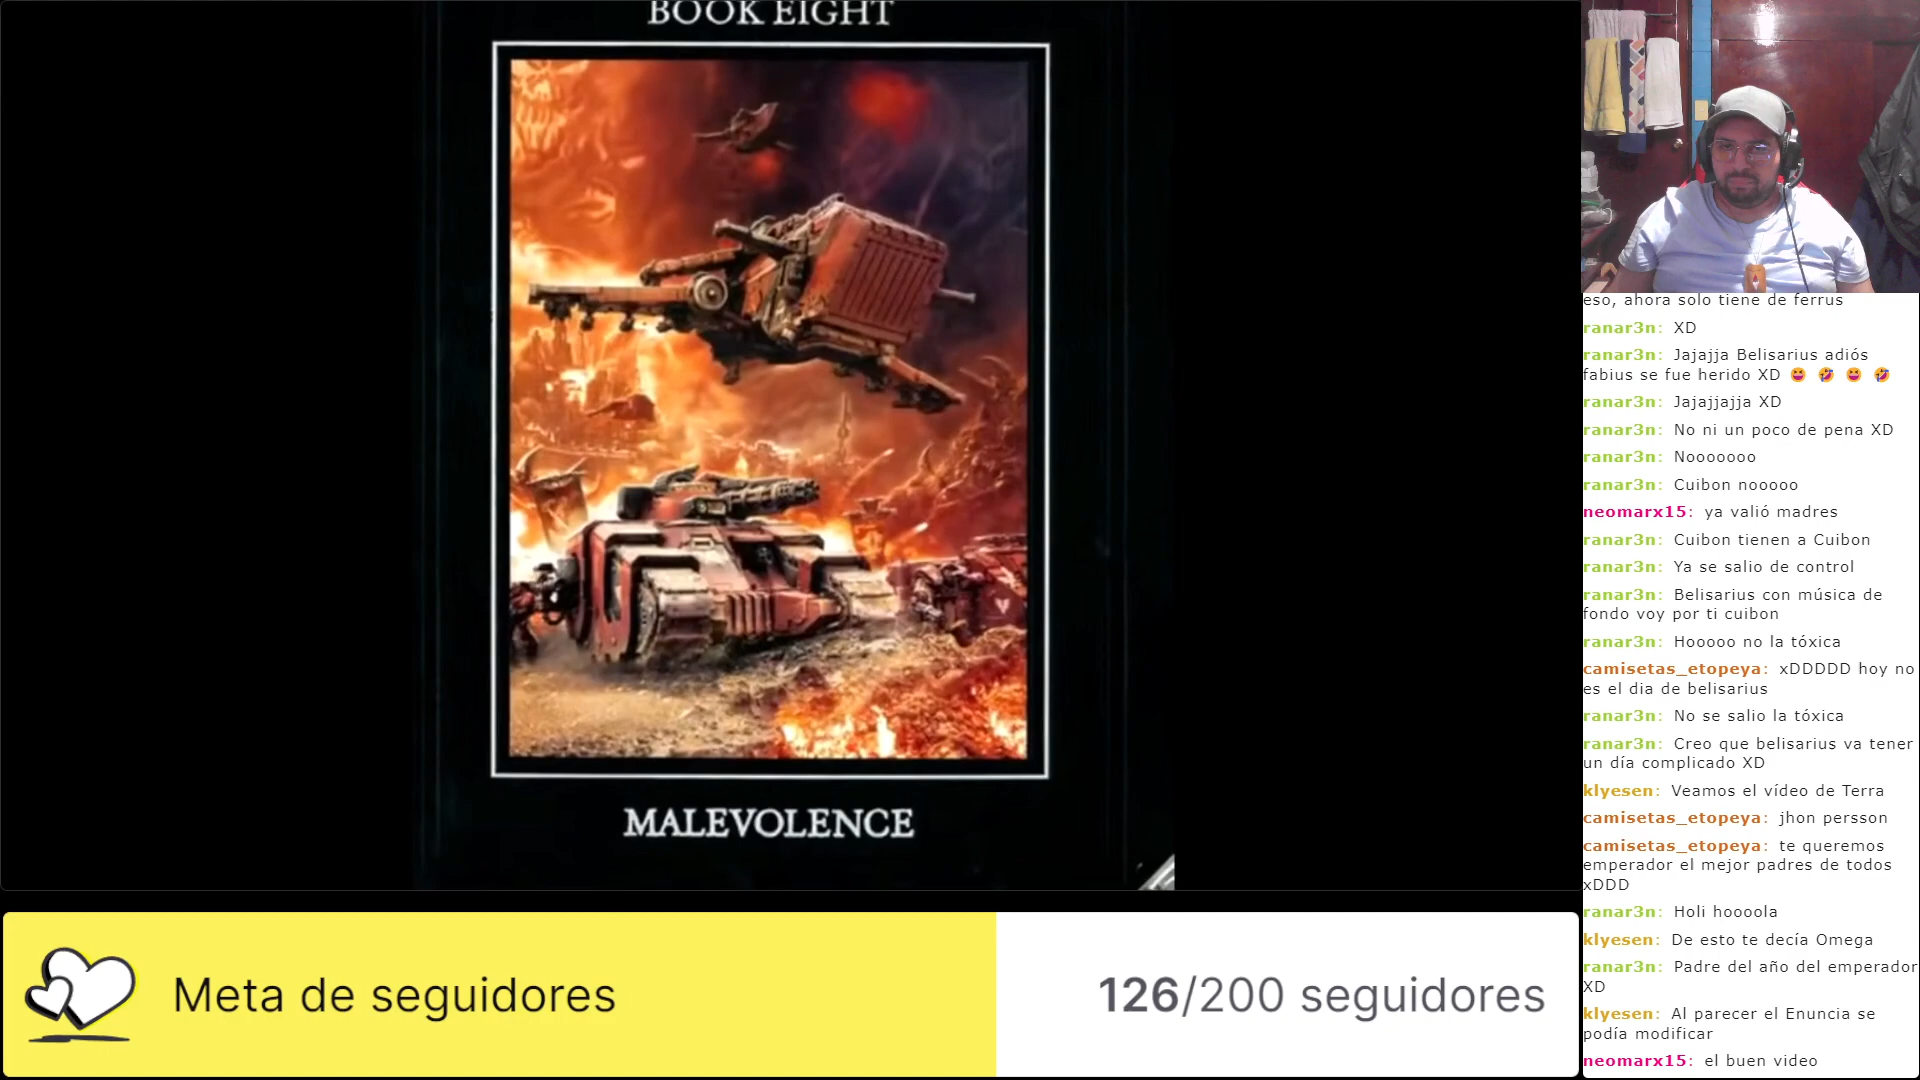 BOOK EIGHT
MALEVOLENCE
Meta de seguidores
126/200 seguidores
eso, ahora solo tiene de ferrus
ranar3n: XD
ranar3n: Jajajja Belisarius adiós
fabius se fue herido XD 😆 🤣 😆 🤣
ranar3n: Jajajjajja XD
ranar3n: No ni un poco de pena XD
ranar3n: Nooooooo
ranar3n: Cuibon nooooo
neomarx15: ya valió madres
ranar3n: Cuibon tienen a Cuibon
ranar3n: Ya se salio de control
ranar3n: Belisarius con música de
fondo voy por ti cuibon
ranar3n: Hooooo no la tóxica
camisetas_etopeya: xDDDDD hoy no
es el dia de belisarius
ranar3n: No se salio la tóxica
ranar3n: Creo que belisarius va tener
un día complicado XD
klyesen: Veamos el vídeo de Terra
camisetas_etopeya: jhon persson
camisetas_etopeya: te queremos
emperador el mejor padres de todos
xDDD
ranar3n: Holi hoooola
klyesen: De esto te decía Omega
ranar3n: Padre del año del emperador
XD
klyesen: Al parecer el Enuncia se
podía modificar
neomarx15: el buen video